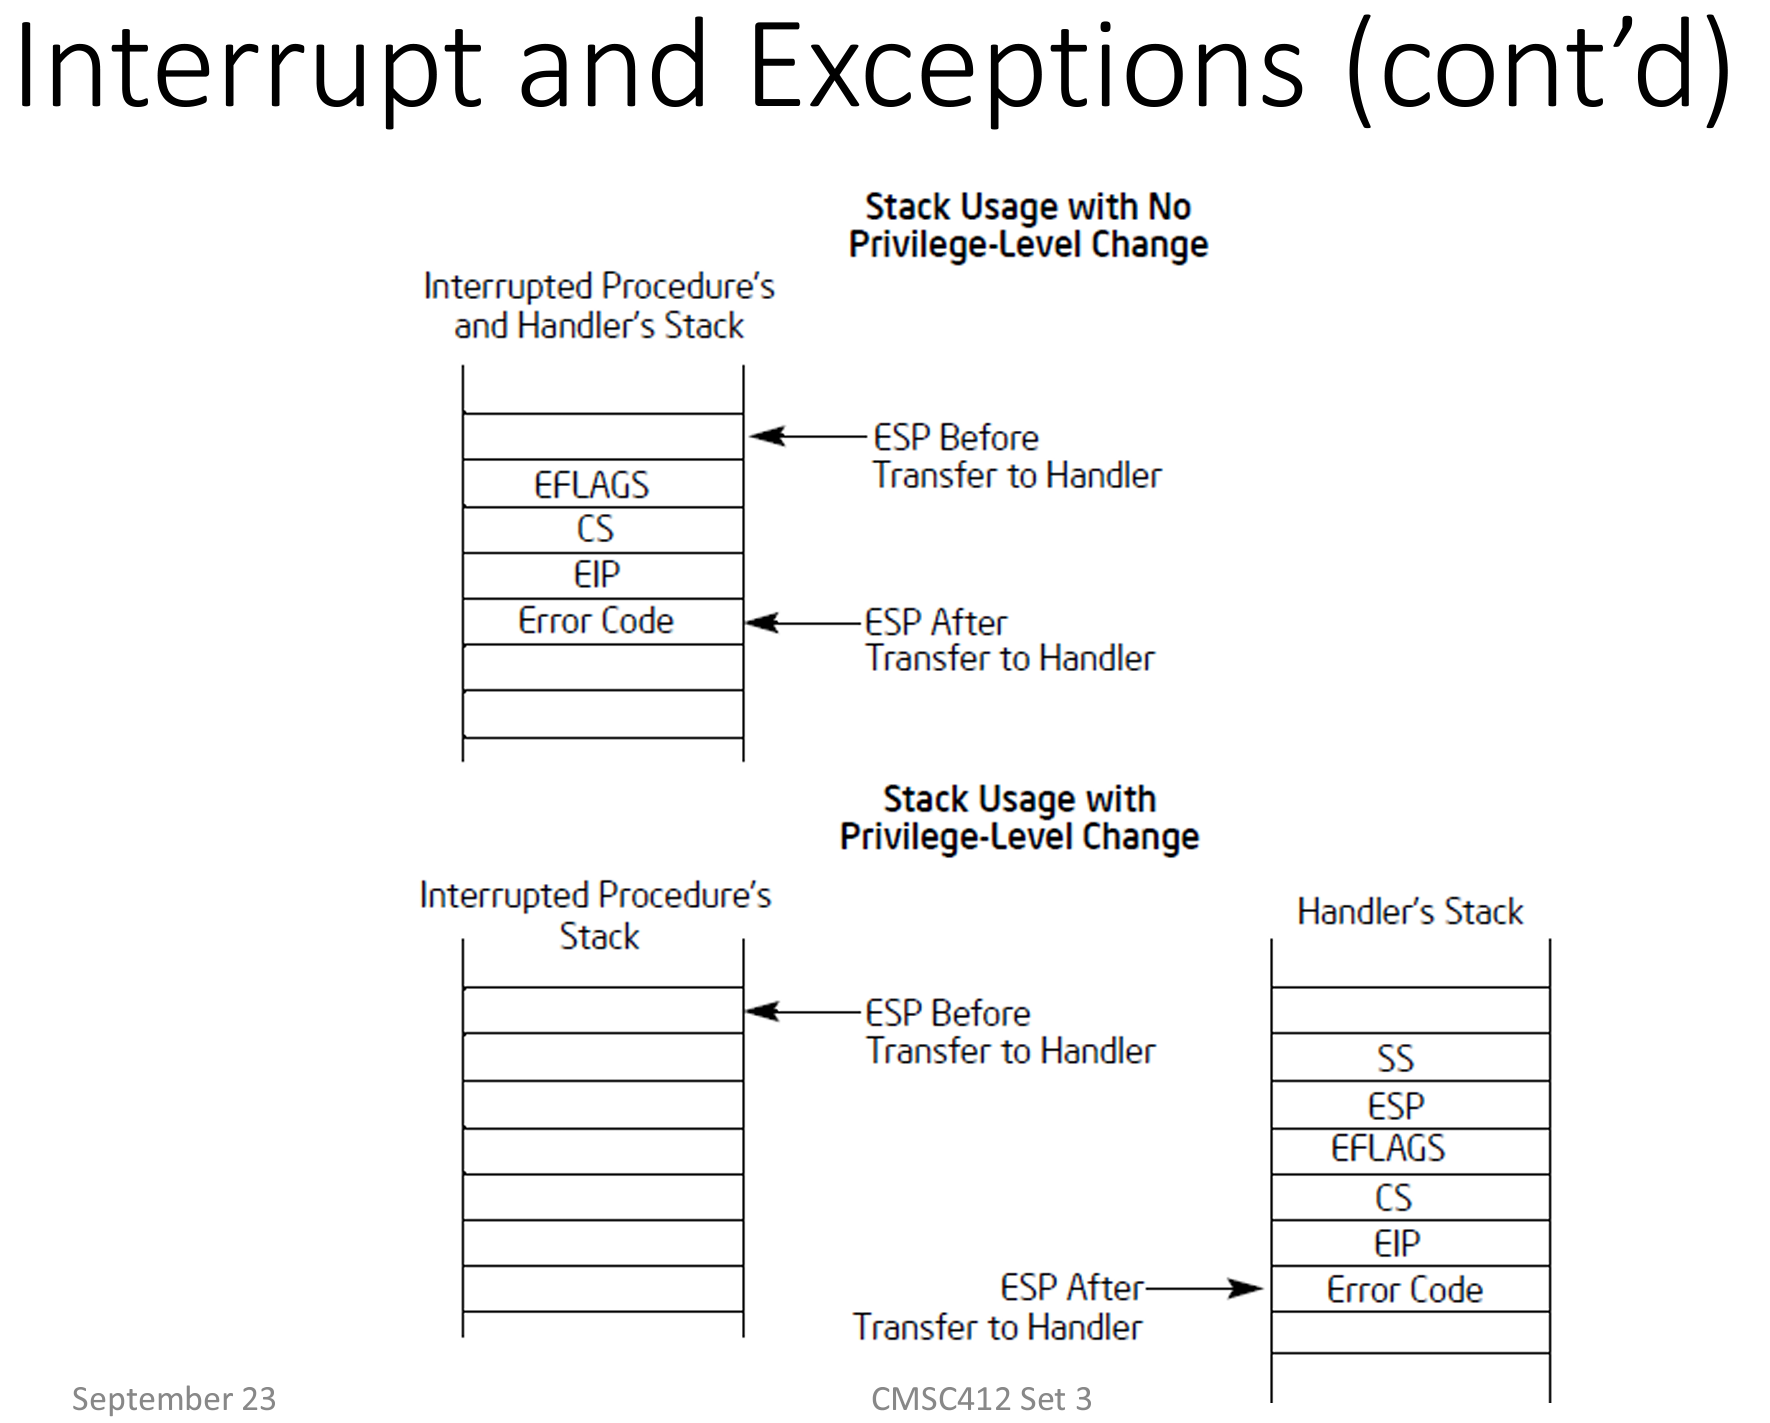 Interrupt and Exceptions (cont’d)
Stack Usage with No
Privilege-Level Change
Interrupted Procedure’s
and Handler’s Stack
ESP Before
Transfer to Handler
EFLAGS
CS
EIP
Error Code
ESP After
Transfer to Handler
Stack Usage with
Privilege-Level Change
Interrupted Procedure’s
Stack
Handler’s Stack
ESP Before
Transfer to Handler
SS
ESP
EFLAGS
CS
EIP
ESP After
Transfer to Handler
Error Code
September 23
CMSC412 Set 3